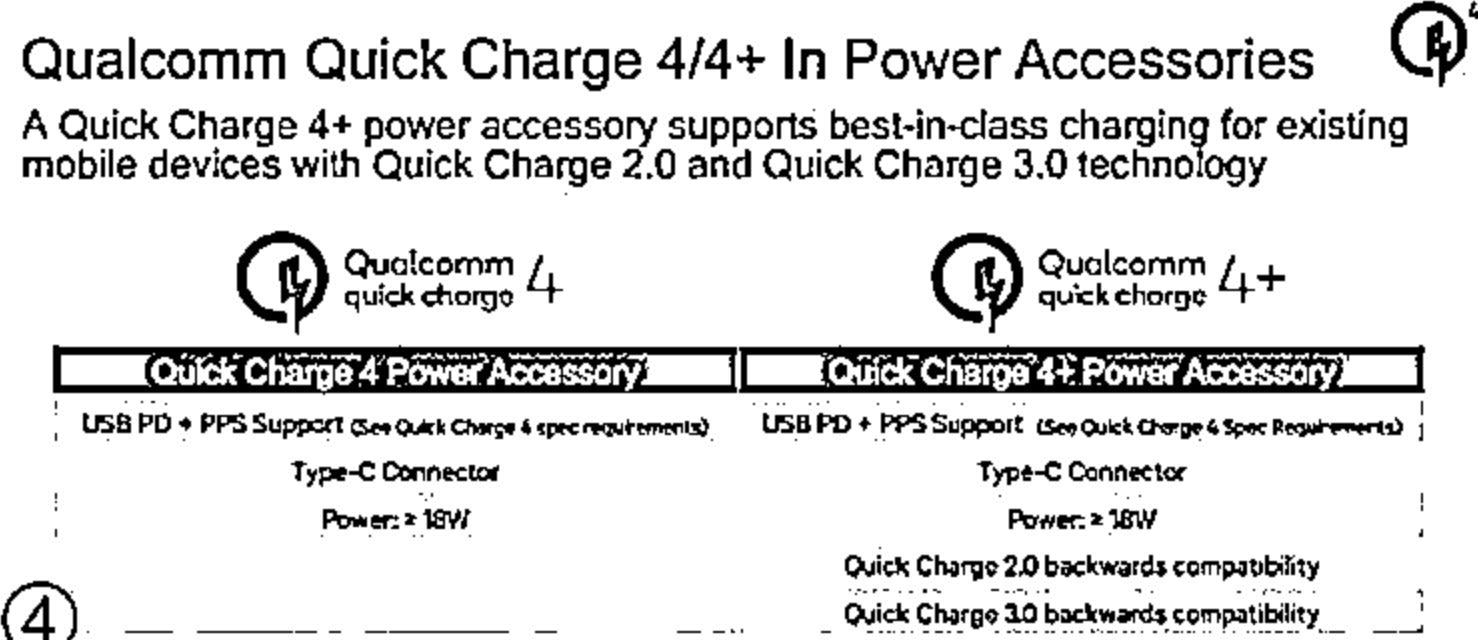 Qualcomm Quick Charge 4/4+ In Power Accessories
A Quick Charge 4+ power accessory supports best-in-class charging for existing
mobile devices with Quick Charge 2.0 and Quick Charge 3.0 technology
Qualcomm
quick charge 4
Qualcomm
quick charge 4+
Quick Charge 4 Power Accessory
Quick Charge 4+ Power Accessory
USB PD + PPS Support (See Quick Charge 4 spec requirements)
USB PD + PPS Support (See Quick Charge 4 Spec Requirements)
Type-C Connector
Type-C Connector
Power: ≥ 18W
Power: ≥ 18W
Quick Charge 2.0 backwards compatibility
Quick Charge 3.0 backwards compatibility
4